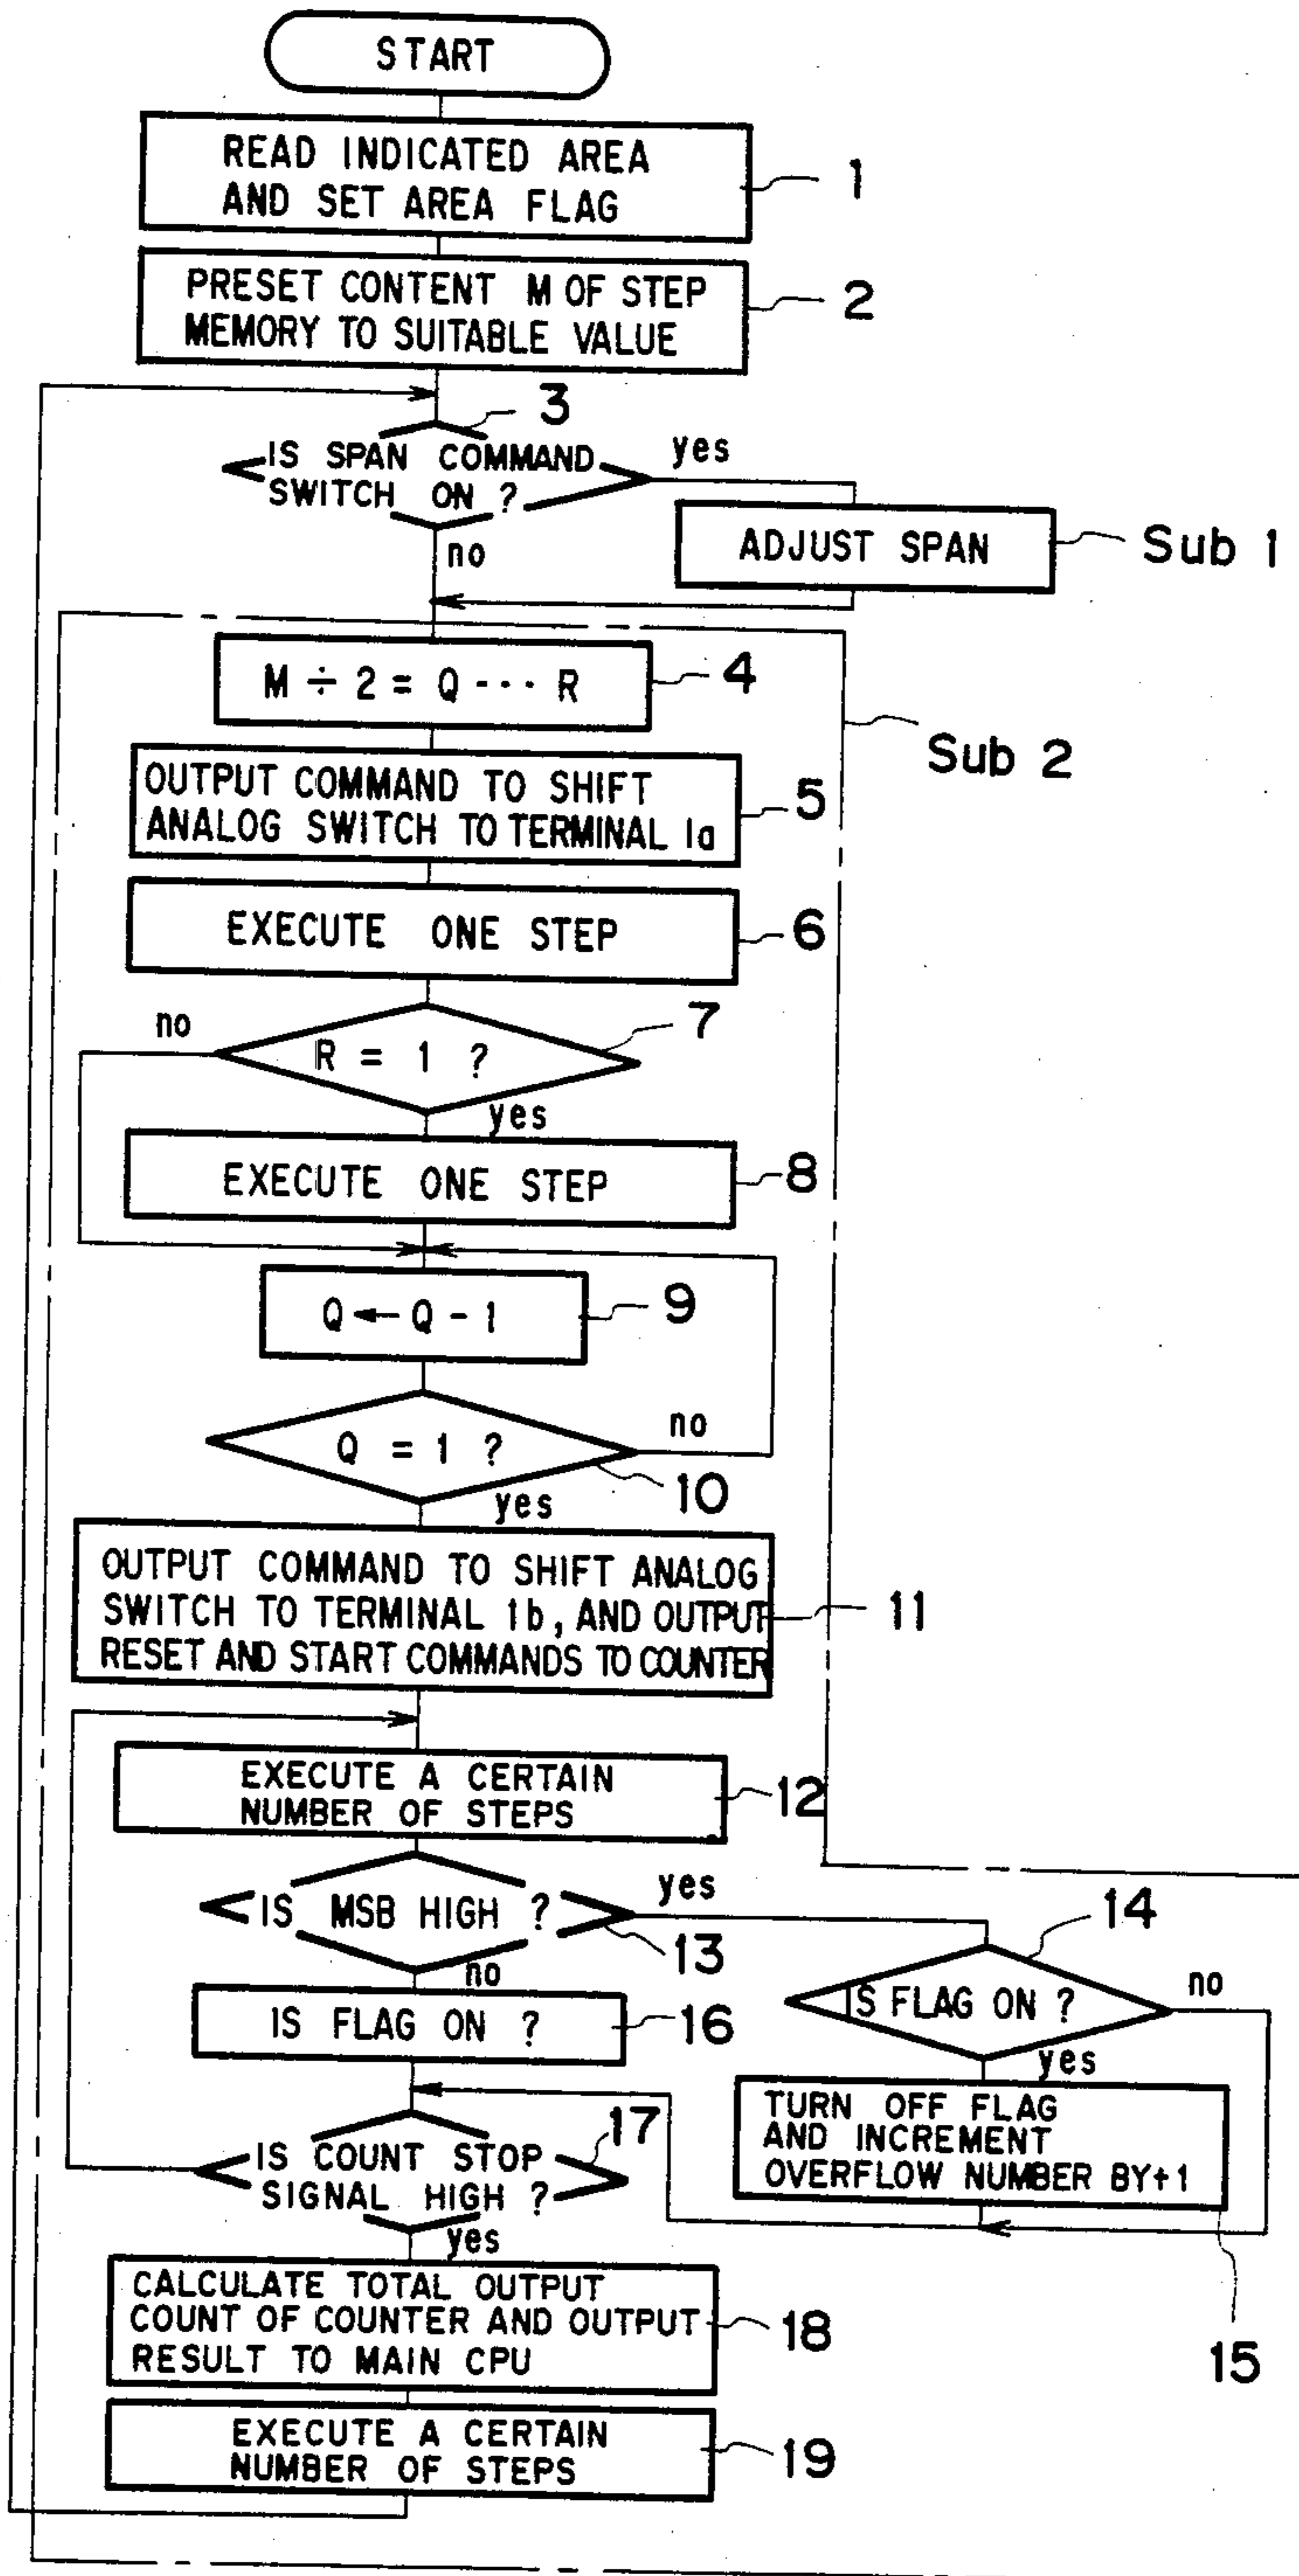 START
READ INDICATED AREA
AND SET AREA FLAG
1
PRESET CONTENT M OF STEP
MEMORY TO SUITABLE VALUE
2
3
IS SPAN COMMAND
SWITCH ON ?
yes
no
ADJUST SPAN
Sub 1
M ÷ 2 = Q --- R
4
Sub 2
OUTPUT COMMAND TO SHIFT
ANALOG SWITCH TO TERMINAL 1a
5
EXECUTE ONE STEP
6
no
R = 1 ?
7
yes
EXECUTE ONE STEP
8
Q ← Q - 1
9
Q = 1 ?
no
10
yes
OUTPUT COMMAND TO SHIFT ANALOG
SWITCH TO TERMINAL 1b, AND OUTPUT
RESET AND START COMMANDS TO COUNTER
11
EXECUTE A CERTAIN
NUMBER OF STEPS
12
IS MSB HIGH ?
yes
13
no
14
IS FLAG ON ?
no
yes
IS FLAG ON ?
16
TURN OFF FLAG
AND INCREMENT
OVERFLOW NUMBER BY+1
15
17
IS COUNT STOP
SIGNAL HIGH ?
yes
CALCULATE TOTAL OUTPUT
COUNT OF COUNTER AND OUTPUT
RESULT TO MAIN CPU
18
EXECUTE A CERTAIN
NUMBER OF STEPS
19